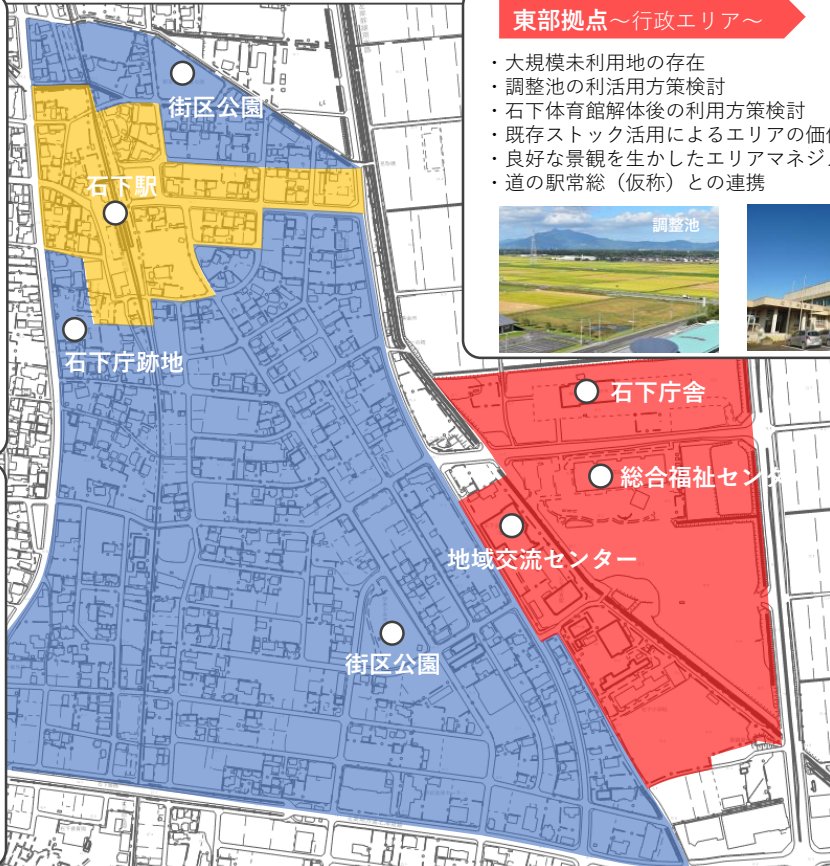 東部拠点～行政エリア～
・大規模未利用地の存在
・調整池の利活用方策検討
・石下体育館解体後の利用方策検討
・既存ストック活用によるエリアの価
・良好な景観を生かしたエリアマネジ
・道の駅常総（仮称）との連携
調整池
街区公園
石下駅
石下庁跡地
石下庁舎
総合福祉センタ
地域交流センター
街区公園